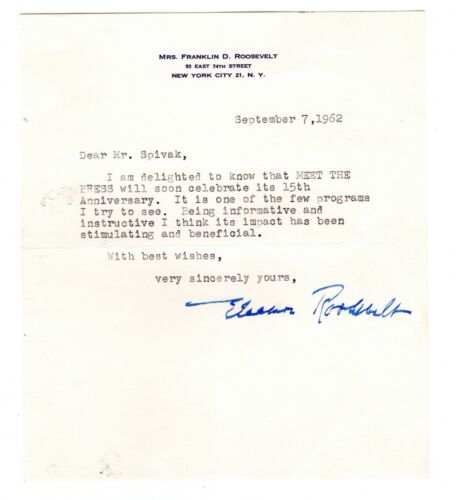 MRS. FRANKLIN D. ROOSEVELT
55 EAST 74TH STREET
NEW YORK CITY 21, N. Y.
September 7,1962
Dear Mr. Spivak,
I am delighted to know that MEET THE
PRESS will soon celebrate its 15th
Anniversary. It is one of the few programs
I try to see. Being informative and
instructive I think its impact has been
stimulating and beneficial.
With best wishes,
very sincerely yours,
Eleanor Roosevelt